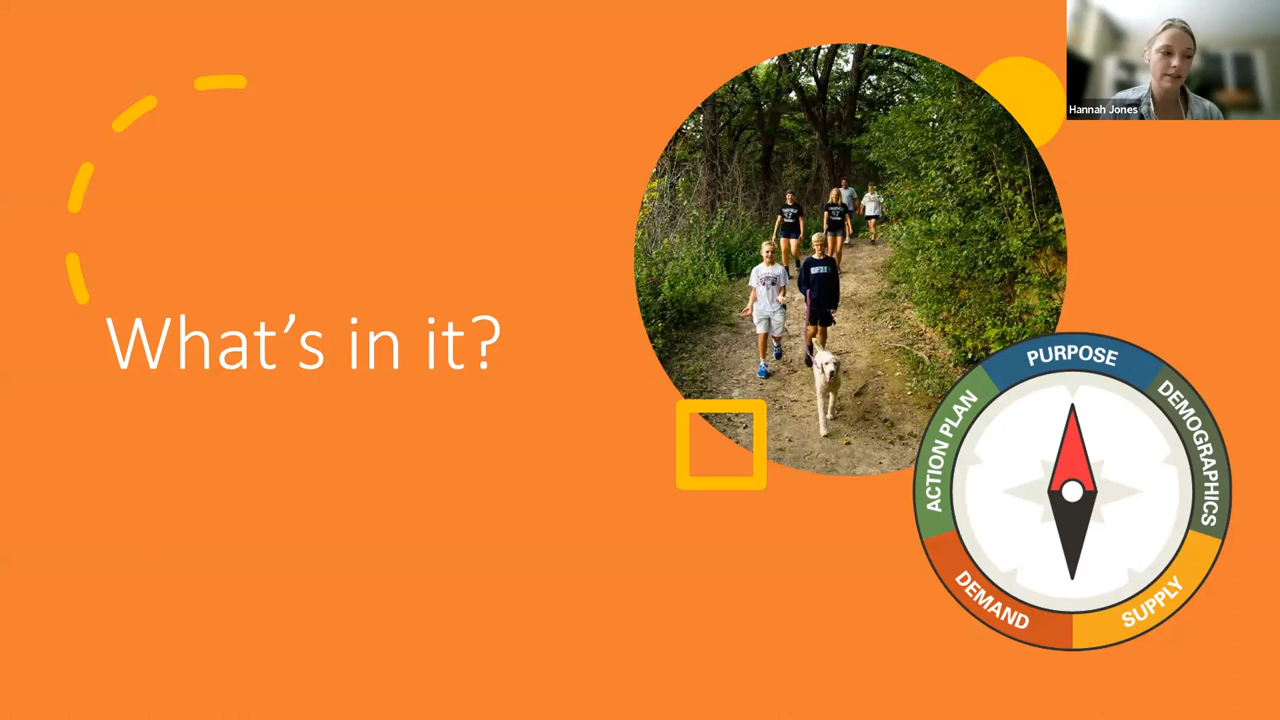 Hannah Jones
What's in it?
PURPOSE
DEMOGRAPHICS
SUPPLY
DEMAND
ACTION PLAN